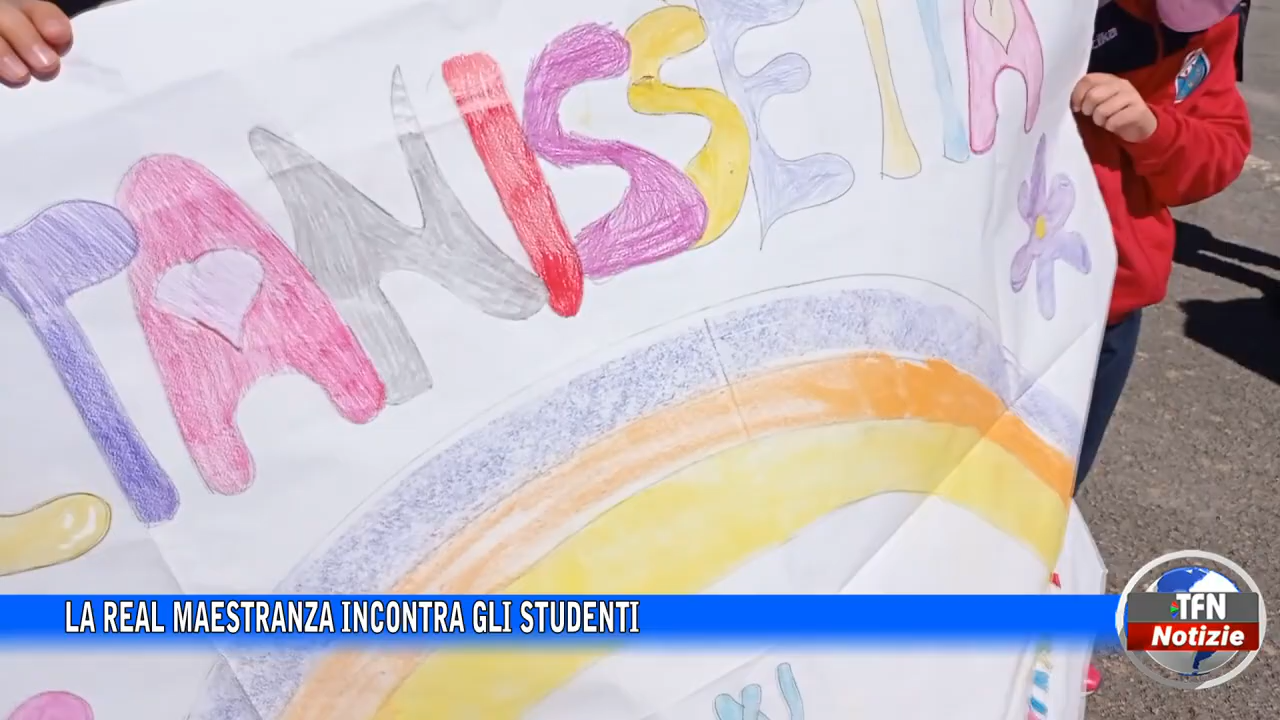 TANISSETTA
LA REAL MAESTRANZA INCONTRA GLI STUDENTI
TFN
Notizie